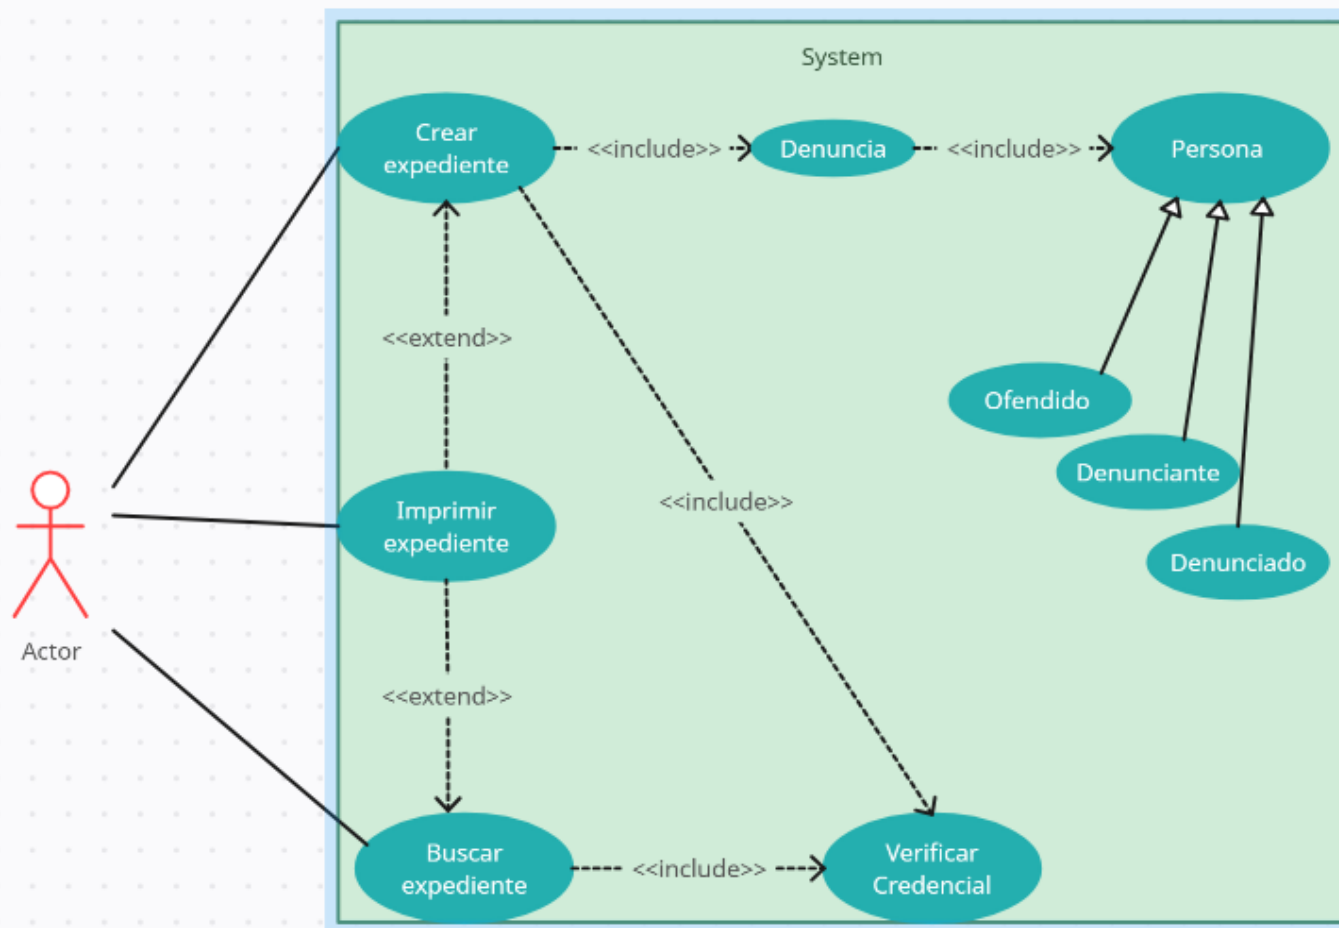 System
Crear
expediente
<<include>>
Denuncia
<<include>>
Persona
<<extend>>
Ofendido
Denunciante
<<include>>
Imprimir
expediente
Denunciado
Actor
<<extend>>
Buscar
expediente
<<include>>
Verificar
Credencial